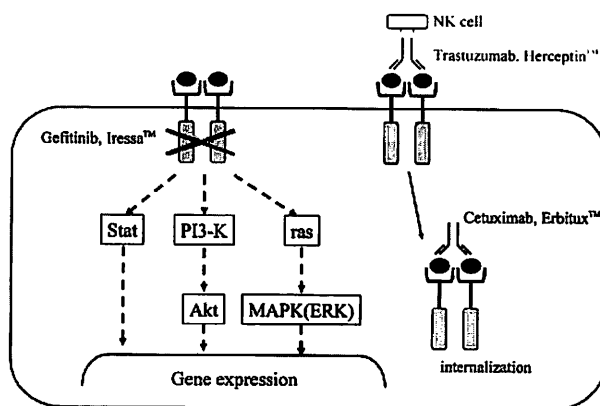 NK cell
Trastuzumab. Herceptin™
Gefitinib, Iressa™
Stat
PI3-K
ras
Cetuximab, Erbitux™
Akt
MAPK(ERK)
internalization
Gene expression